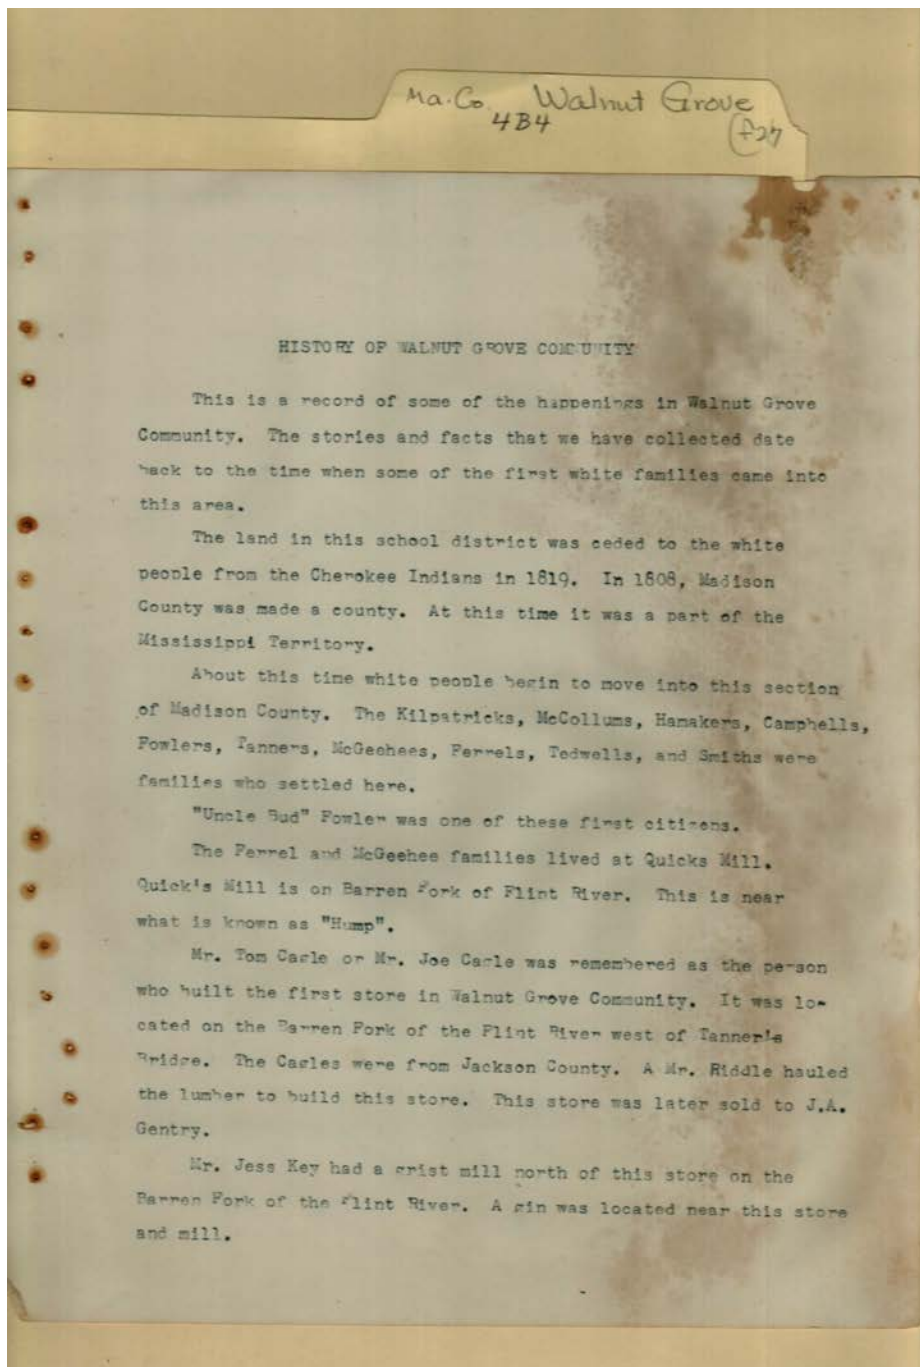 Ma. Co. Walnut Grove
4B4
f27
HISTORY OF WALNUT GROVE COMMUNITY
This is a record of some of the happenings in Walnut Grove
Community. The stories and facts that we have collected date
back to the time when some of the first white families came into
this area.
The land in this school district was ceded to the white
people from the Cherokee Indians in 1819. In 1808, Madison
County was made a county. At this time it was a part of the
Mississippi Territory.
About this time white people begin to move into this section
of Madison County. The Kilpatricks, McCollums, Hamakers, Campbells,
Fowlers, Tanners, McGeehees, Ferrels, Tedwells, and Smiths were
families who settled here.
"Uncle Bud" Fowler was one of these first citizens.
The Ferrel and McGeehee families lived at Quicks Mill.
Quick's Mill is on Barren Fork of Flint River. This is near
what is known as "Hump".
Mr. Tom Cagle or Mr. Joe Cagle was remembered as the person
who built the first store in Walnut Grove Community. It was lo-
cated on the Barren Fork of the Flint River west of Tanner's
Bridge. The Cagles were from Jackson County. A Mr. Riddle hauled
the lumber to build this store. This store was later sold to J.A.
Gentry.
Mr. Jess Key had a grist mill north of this store on the
Barren Fork of the Flint River. A gin was located near this store
and mill.